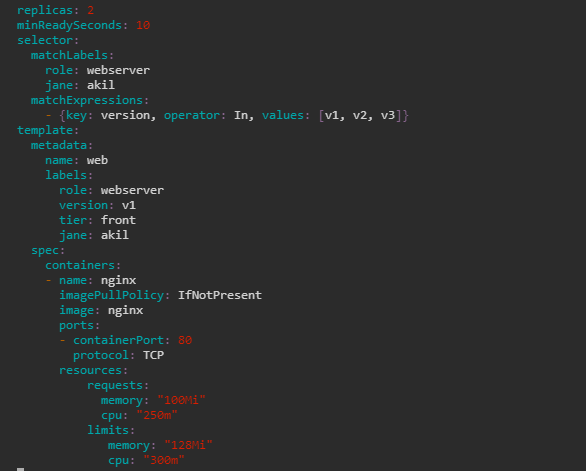 replicas: 2
minReadySeconds: 10
selector:
  matchLabels:
    role: webserver
    jane: akil
  matchExpressions:
    - {key: version, operator: In, values: [v1, v2, v3]}
template:
  metadata:
    name: web
    labels:
      role: webserver
      version: v1
      tier: front
      jane: akil
  spec:
    containers:
    - name: nginx
      imagePullPolicy: IfNotPresent
      image: nginx
      ports:
      - containerPort: 80
        protocol: TCP
      resources:
          requests:
            memory: "100Mi"
            cpu: "250m"
          limits:
             memory: "128Mi"
             cpu: "300m"